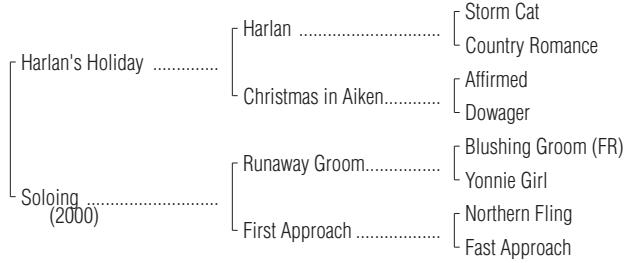 Storm Cat
Harlan ..............................
Country Romance
Harlan's Holiday ..............
Affirmed
Christmas in Aiken............
Dowager
Blushing Groom (FR)
Runaway Groom................
Yonnie Girl
Soloing ............................
(2000)
Northern Fling
First Approach ..................
Fast Approach